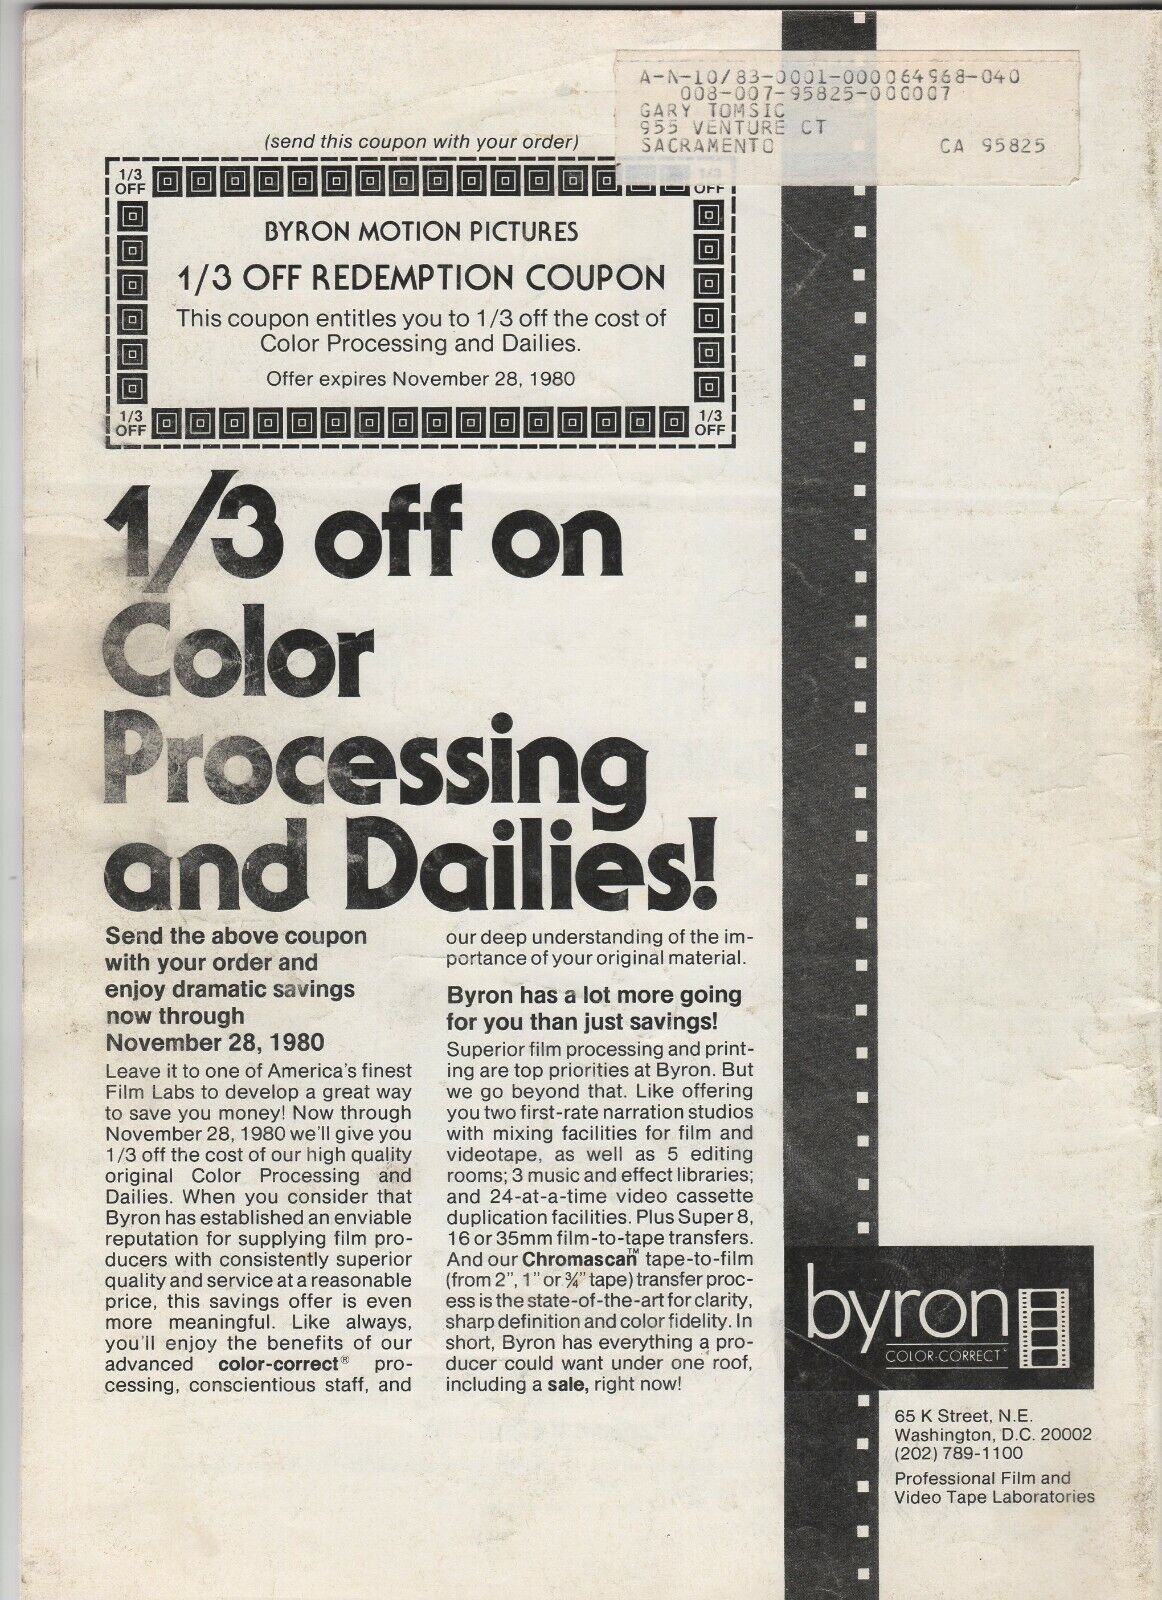 A-N-10/83-0001-000064968-040
008-007-95825-000007
GARY TOMSIC
955 VENTURE CT
SACRAMENTO CA 95825
(send this coupon with your order)
1/3
OFF
1/3
OFF
BYRON MOTION PICTURES
1/3 OFF REDEMPTION COUPON
This coupon entitles you to 1/3 off the cost of
Color Processing and Dailies.
Offer expires November 28, 1980
1/3
OFF
1/3
OFF
1/3 off on
Color
Processing
and Dailies!
Send the above coupon
with your order and
enjoy dramatic savings
now through
November 28, 1980
Leave it to one of America's finest
Film Labs to develop a great way
to save you money! Now through
November 28, 1980 we'll give you
1/3 off the cost of our high quality
original Color Processing and
Dailies. When you consider that
Byron has established an enviable
reputation for supplying film pro-
ducers with consistently superior
quality and service at a reasonable
price, this savings offer is even
more meaningful. Like always,
you'll enjoy the benefits of our
advanced color-correct® pro-
cessing, conscientious staff, and
our deep understanding of the im-
portance of your original material.
Byron has a lot more going
for you than just savings!
Superior film processing and print-
ing are top priorities at Byron. But
we go beyond that. Like offering
you two first-rate narration studios
with mixing facilities for film and
videotape, as well as 5 editing
rooms; 3 music and effect libraries;
and 24-at-a-time video cassette
duplication facilities. Plus Super 8,
16 or 35mm film-to-tape transfers.
And our Chromascan™ tape-to-film
(from 2", 1" or ¾" tape) transfer proc-
ess is the state-of-the-art for clarity,
sharp definition and color fidelity. In
short, Byron has everything a pro-
ducer could want under one roof,
including a sale, right now!
byron
COLOR-CORRECT
65 K Street, N.E.
Washington, D.C. 20002
(202) 789-1100
Professional Film and
Video Tape Laboratories